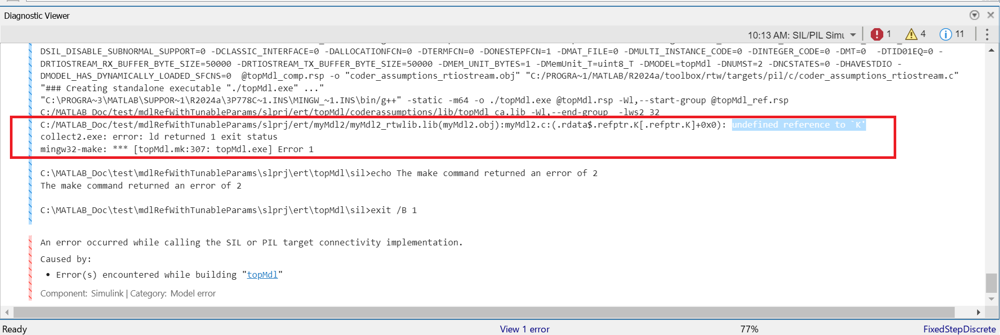 Diagnostic Viewer
10:13 AM: SIL/PIL Simu 1 4 11
DSIL_DISABLE_SUBNORMAL_SUPPORT=0 -DCLASSIC_INTERFACE=0 -DALLOCATIONFCN=0 -DTERMFCN=0 -DONESTEPFCN=1 -DMAT_FILE=0 -DMULTI_INSTANCE_CODE=0 -DINTEGER_CODE=0 -DMT=0  -DTID01EQ=0 -
DRTIOSTREAM_RX_BUFFER_BYTE_SIZE=50000 -DRTIOSTREAM_TX_BUFFER_BYTE_SIZE=50000 -DMEM_UNIT_BYTES=1 -DMemUnit_T=uint8_T -DMODEL=topMdl -DNUMST=2 -DNCSTATES=0 -DHAVESTDIO -
DMODEL_HAS_DYNAMICALLY_LOADED_SFCNS=0  @topMdl_comp.rsp -o "coder_assumptions_rtiostream.obj" "C:/PROGRA~1/MATLAB/R2024a/toolbox/rtw/targets/pil/c/coder_assumptions_rtiostream.c"
"### Creating standalone executable "./topMdl.exe" ..."
"C:\PROGRA~3\MATLAB\SUPPOR~1\R2024a\3P778C~1.INS\MINGW_~1.INS\bin/g++" -static -m64 -o ./topMdl.exe @topMdl.rsp -Wl,--start-group @topMdl_ref.rsp
C:/MATLAB_Doc/test/mdlRefWithTunableParams/slprj/ert/topMdl/coderassumptions/lib/topMdl_ca.lib -Wl,--end-group  -lws2_32
C:/MATLAB_Doc/test/mdlRefWithTunableParams/slprj/ert/myMdl2/myMdl2_rtwlib.lib(myMdl2.obj):myMdl2.c:(.rdata$.refptr.K[.refptr.K]+0x0): undefined reference to `K'
collect2.exe: error: ld returned 1 exit status
mingw32-make: *** [topMdl.mk:307: topMdl.exe] Error 1
C:\MATLAB_Doc\test\mdlRefWithTunableParams\slprj\ert\topMdl\sil>echo The make command returned an error of 2
The make command returned an error of 2
C:\MATLAB_Doc\test\mdlRefWithTunableParams\slprj\ert\topMdl\sil>exit /B 1
An error occurred while calling the SIL or PIL target connectivity implementation.
Caused by:
• Error(s) encountered while building "topMdl"
Component: Simulink | Category: Model error
Ready View 1 error 77% FixedStepDiscrete